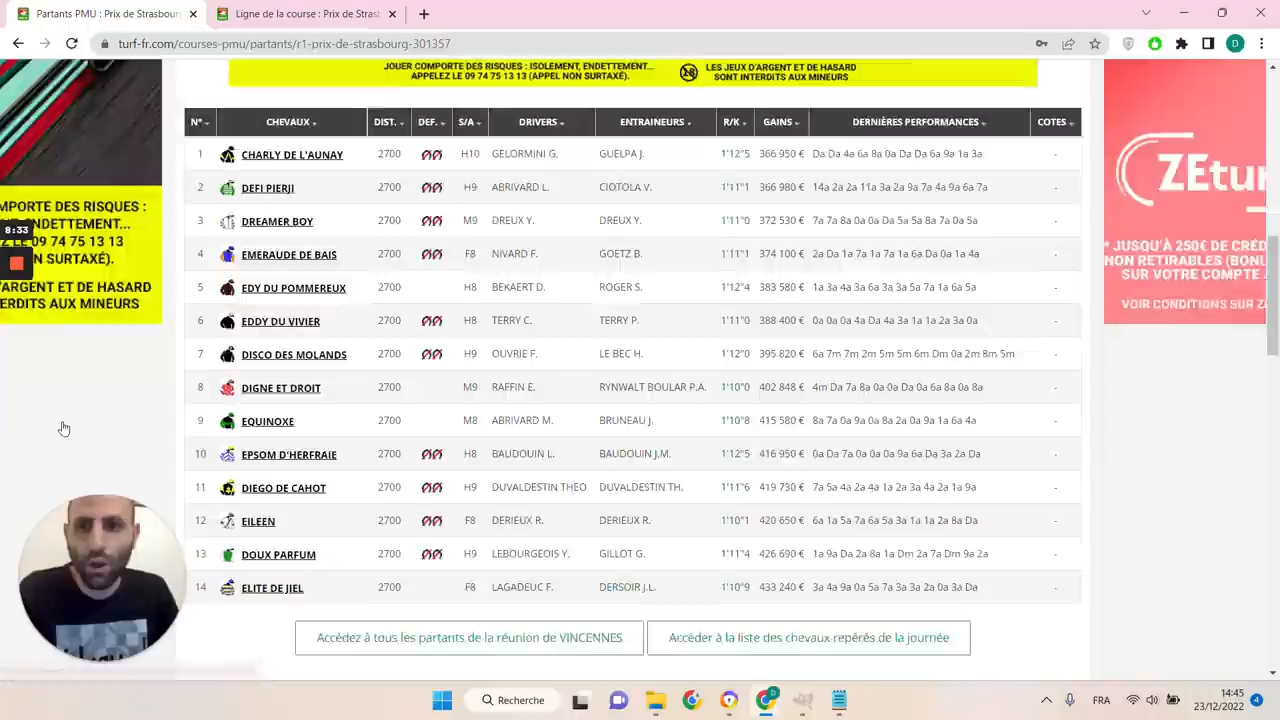 Partants PMU : Prix de Strasbourg
Ligne de la course : Prix de Strasb
turf-fr.com/courses-pmu/partants/r1-prix-de-strasbourg-301357
JOUER COMPORTE DES RISQUES : ISOLEMENT, ENDETTEMENT...
APPELEZ LE 09 74 75 13 13 (APPEL NON SURTAXÉ).
LES JEUX D'ARGENT ET DE HASARD
SONT INTERDITS AUX MINEURS
MPORTE DES RISQUES :
ENDETTEMENT...
8:33
Z LE 09 74 75 13 13
N SURTAXÉ).
'ARGENT ET DE HASARD
ERDITS AUX MINEURS
N° CHEVAUX DIST. DEF. S/A DRIVERS ENTRAINEURS R/K GAINS DERNIÈRES PERFORMANCES COTES
1 CHARLY DE L'AUNAY 2700 H10 GELORMINI G. GUELPA J. 1'12"5 366 950 € Da Da 4a 6a 8a 0a Da Da 6a 9a 1a 3a -
2 DEFI PIERJI 2700 H9 ABRIVARD L. CIOTOLA V. 1'11"1 366 980 € 14a 2a 2a 11a 3a 2a 9a 7a 4a 9a 6a 7a -
3 DREAMER BOY 2700 M9 DREUX Y. DREUX Y. 1'11"0 372 530 € 7a 7a 8a 0a 0a Da 5a 5a 8a 7a 0a 5a -
4 EMERAUDE DE BAIS 2700 F8 NIVARD F. GOETZ B. 1'11"1 374 100 € 2a Da 1a 7a 1a 7a 1a 6a Da 0a 1a 4a -
5 EDY DU POMMEREUX 2700 H8 BEKAERT D. ROGER S. 1'12"4 383 580 € 1a 3a 4a 3a 6a 3a 3a 5a 7a 1a 6a 5a -
6 EDDY DU VIVIER 2700 H8 TERRY C. TERRY P. 1'11"0 388 400 € 0a 0a 0a 4a Da 4a 3a 1a 1a 2a 3a 0a -
7 DISCO DES MOLANDS 2700 H9 OUVRIE F. LE BEC H. 1'12"0 395 820 € 6a 7m 7m 2m 5m 5m 6m Dm 0a 2m 8m 5m -
8 DIGNE ET DROIT 2700 M9 RAFFIN E. RYNWALT BOULAR P.A. 1'10"0 402 848 € 4m Da 7a 8a 0a 0a Da 0a 6a 8a 0a 8a -
9 EQUINOXE 2700 M8 ABRIVARD M. BRUNEAU J. 1'10"8 415 580 € 8a 7a 0a 9a 0a 8a 2a 0a 9a 1a 6a 4a -
10 EPSOM D'HERFRAIE 2700 H8 BAUDOUIN L. BAUDOUIN J.M. 1'12"5 416 950 € 0a Da 7a 0a 0a 0a 9a 6a Da 3a 2a Da -
11 DIEGO DE CAHOT 2700 H9 DUVALDESTIN THEO DUVALDESTIN TH. 1'11"6 419 730 € 7a 5a 4a 2a 4a 1a 2a 3a 4a 2a 1a 9a -
12 EILEEN 2700 F8 DERIEUX R. DERIEUX R. 1'10"1 420 650 € 6a 1a 5a 7a 6a 5a 3a 1a 1a 2a 8a Da -
13 DOUX PARFUM 2700 H9 LEBOURGEOIS Y. GILLOT G. 1'11"4 426 690 € 1a 9a Da 2a 8a 1a Dm 2a 7a Dm 9a 2a -
14 ELITE DE JIEL 2700 F8 LAGADEUC F. DERSOIR J.L. 1'10"9 433 240 € 3a 4a 9a 0a 5a 7a 3a 3a 2a 0a 3a Da -
Accédez à tous les partants de la réunion de VINCENNES
Accéder à la liste des chevaux repérés de la journée
ZEtur
* JUSQU'À 250€ DE CRÉD
NON RETIRABLES (BONU
SUR VOTRE COMPTE
VOIR CONDITIONS SUR Z
Recherche
FRA
14:45
23/12/2022
4